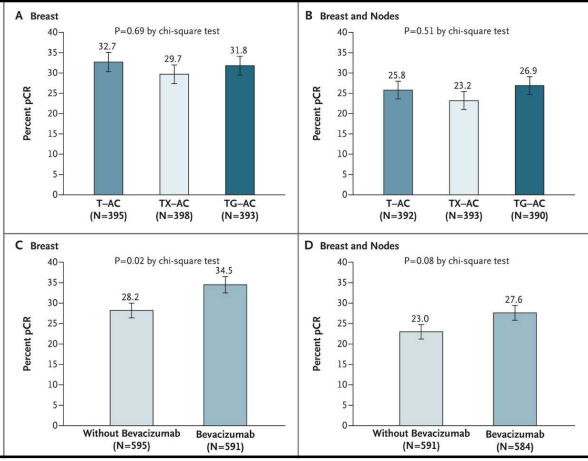 A Breast
P=0.69 by chi-square test
Percent pCR
40
35
30
25
20
15
10
5
0
32.7
29.7
31.8
T–AC
(N=395)
TX–AC
(N=398)
TG–AC
(N=393)
B Breast and Nodes
P=0.51 by chi-square test
Percent pCR
40
35
30
25
20
15
10
5
0
25.8
23.2
26.9
T–AC
(N=392)
TX–AC
(N=393)
TG–AC
(N=390)
C Breast
P=0.02 by chi-square test
Percent pCR
40
35
30
25
20
15
10
5
0
28.2
34.5
Without Bevacizumab
(N=595)
Bevacizumab
(N=591)
D Breast and Nodes
P=0.08 by chi-square test
Percent pCR
40
35
30
25
20
15
10
5
0
23.0
27.6
Without Bevacizumab
(N=591)
Bevacizumab
(N=584)